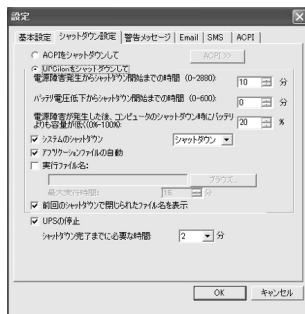 設定
基本設定 シャットダウン設定 警告メッセージ Email SMS ACPI
ACPIをシャットダウンして ACPI >>
UPSilonをシャットダウンして
電源障害発生からシャットダウン開始までの時間 (0-2880): 10 分
バッテリ電圧低下からシャットダウン開始までの時間 (0-600): 0 分
電源障害が発生した後、コンピュータのシャットダウン時にバッテリ
よりも容量が低く(0%-100%): 20 %
システムのシャットダウン シャットダウン
アプリケーションファイルの自動
実行ファイル名:
ブラウズ...
最大実行時間: 15 分
前回のシャットダウンで閉じられたファイル名を表示
UPSの停止
シャットダウン完了までに必要な時間: 2 分
OK キャンセル